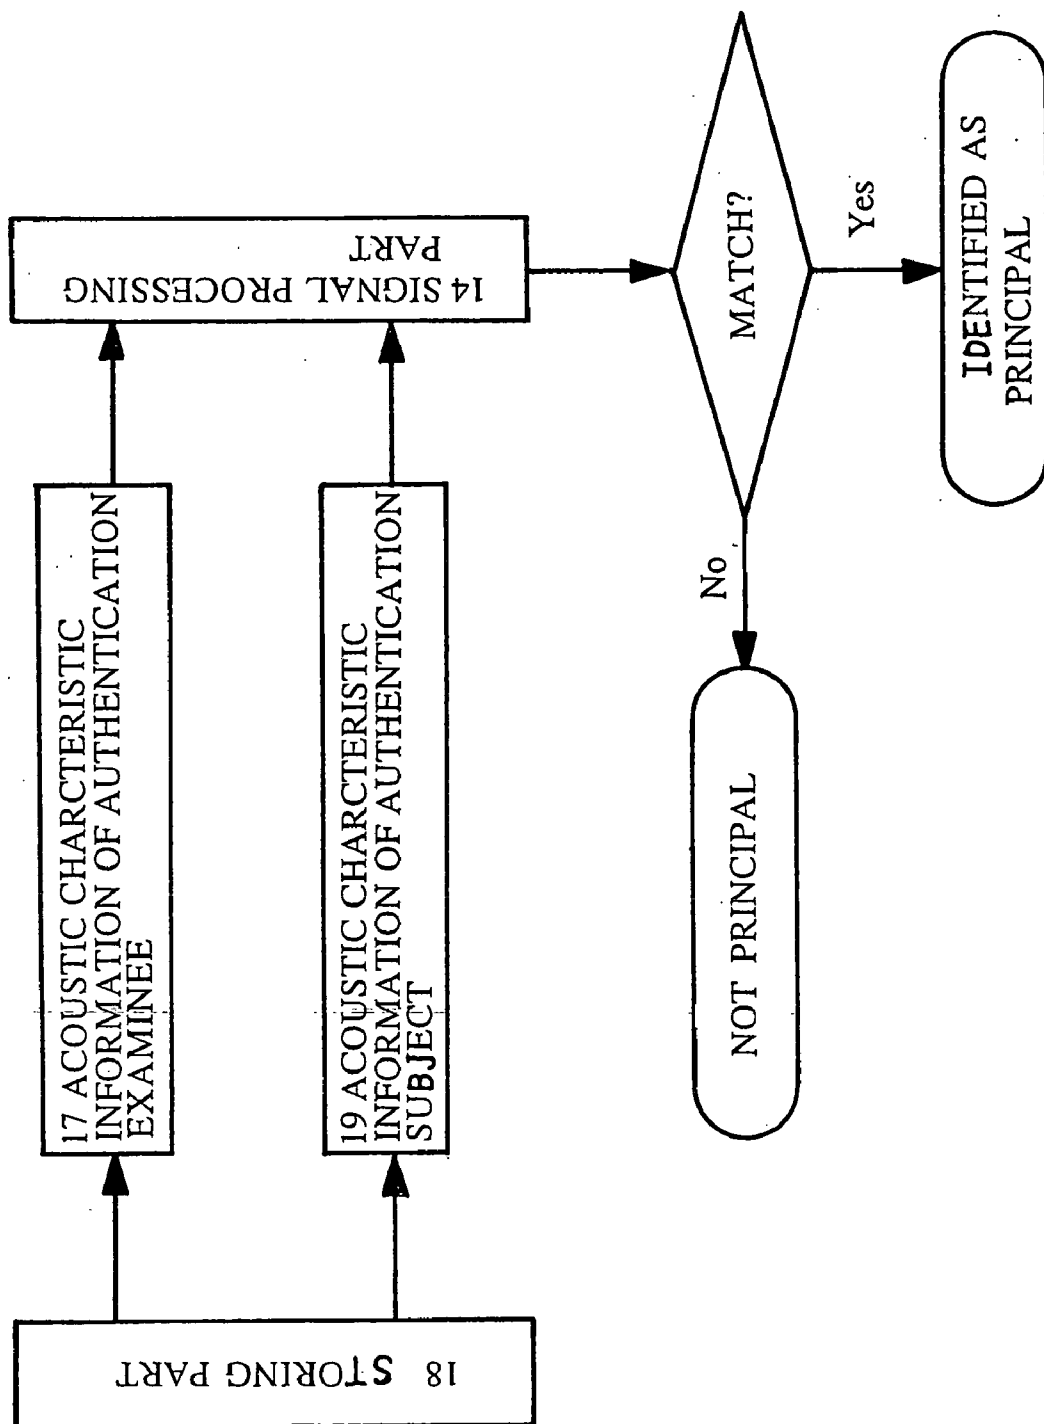 18 STORING PART
17 ACOUSTIC CHARCTERISTIC
INFORMATION OF AUTHENTICATION
EXAMINEE
19 ACOUSTIC CHARCTERISTIC
INFORMATION OF AUTHENTICATION
SUBJECT
14 SIGNAL PROCESSING
PART
MATCH?
No
Yes
NOT PRINCIPAL
IDENTIFIED AS
PRINCIPAL